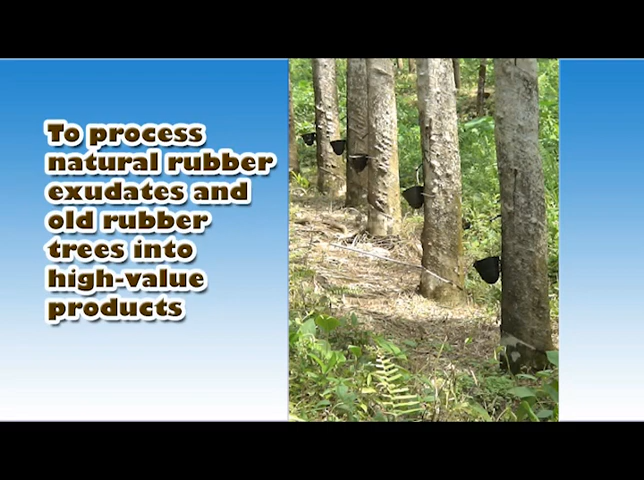 To process
natural rubber
exudates and
old rubber
trees into
high-value
products